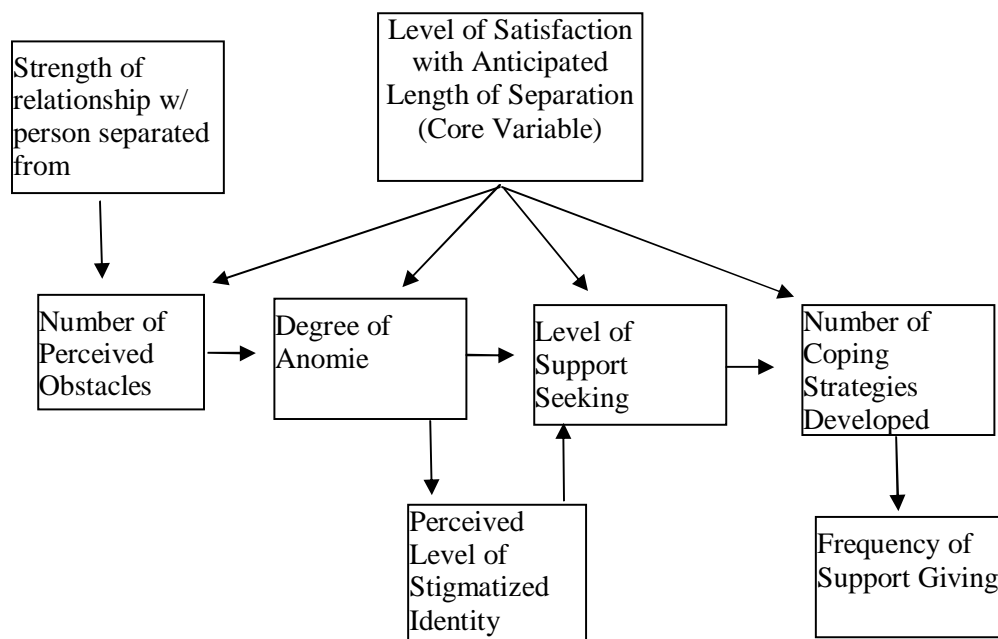 Level of Satisfaction
with Anticipated
Length of Separation
(Core Variable)
Strength of
relationship w/
person separated
from
Number of
Perceived
Obstacles
Degree of
Anomie
Level of
Support
Seeking
Number of
Coping
Strategies
Developed
Perceived
Level of
Stigmatized
Identity
Frequency of
Support Giving